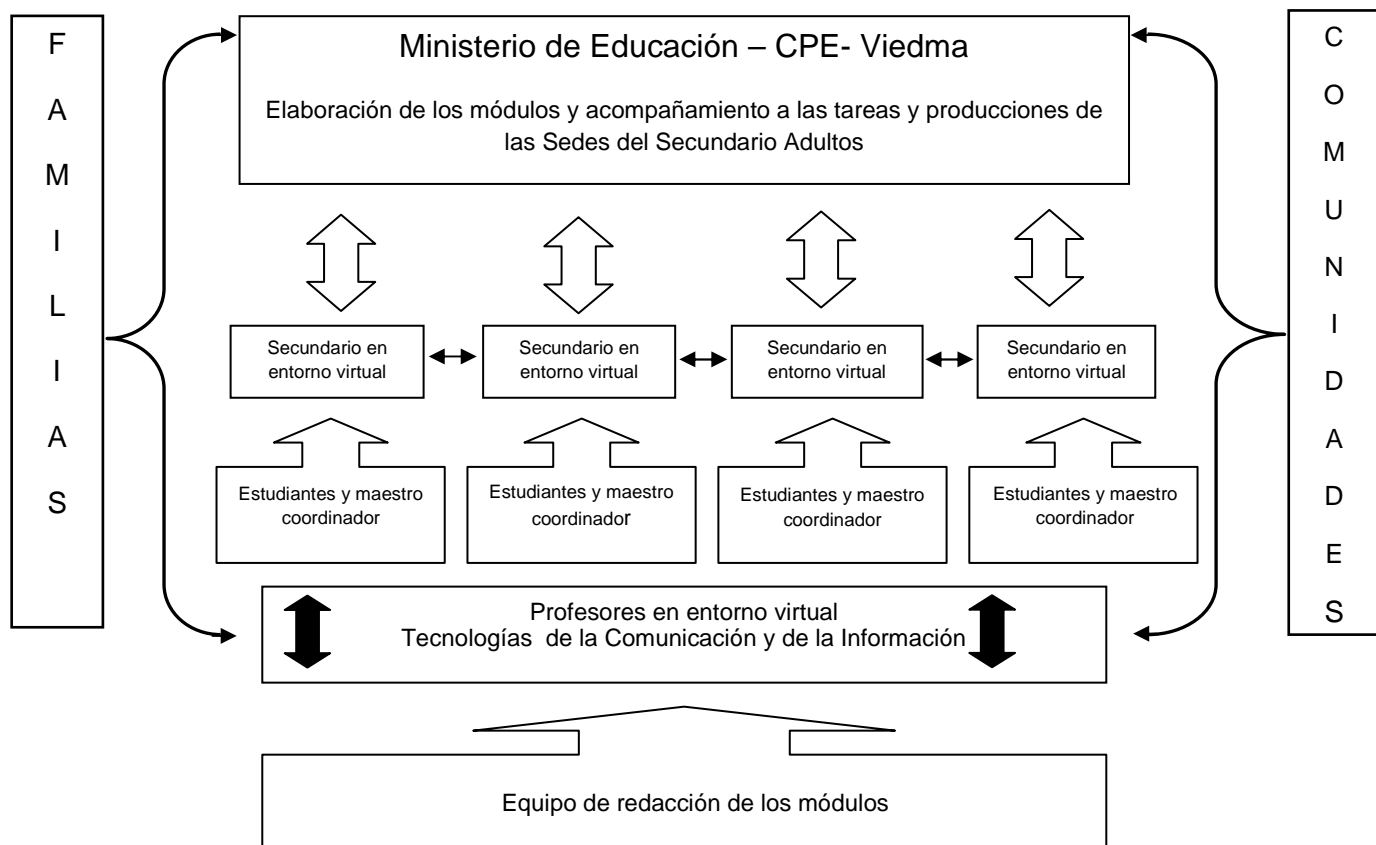 FAMILIAS
Ministerio de Educación – CPE- Viedma
Elaboración de los módulos y acompañamiento a las tareas y producciones de
las Sedes del Secundario Adultos
Secundario en
entorno virtual
Secundario en
entorno virtual
Secundario en
entorno virtual
Secundario en
entorno virtual
Estudiantes y maestro
coordinador
Estudiantes y maestro
coordinador
Estudiantes y maestro
coordinador
Estudiantes y maestro
coordinador
Profesores en entorno virtual
Tecnologías de la Comunicación y de la Información
Equipo de redacción de los módulos
COMUNIDADES